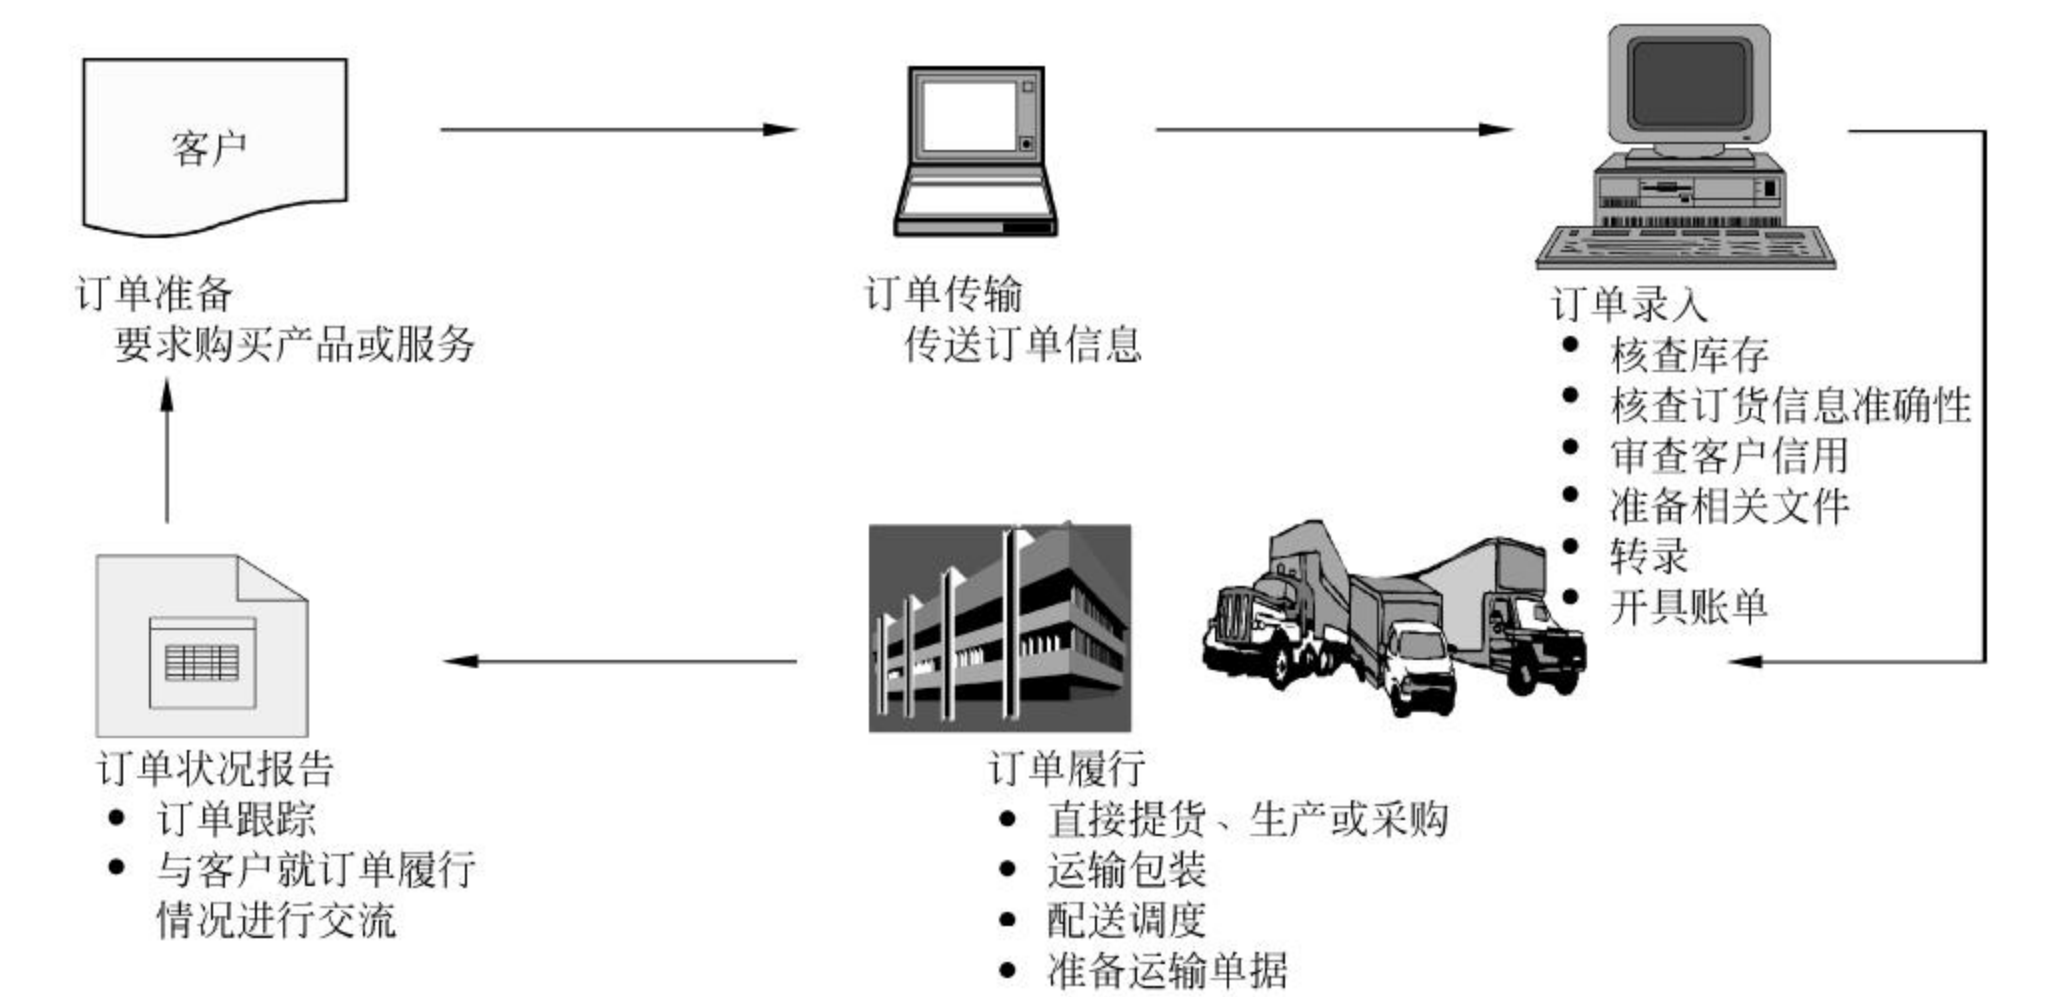 客户
订单准备
要求购买产品或服务
订单传输
传送订单信息
订单录入
● 核查库存
● 核查订货信息准确性
● 审查客户信用
● 准备相关文件
● 转录
● 开具账单
订单履行
● 直接提货、生产或采购
● 运输包装
● 配送调度
● 准备运输单据
订单状况报告
● 订单跟踪
● 与客户就订单履行
情况进行交流